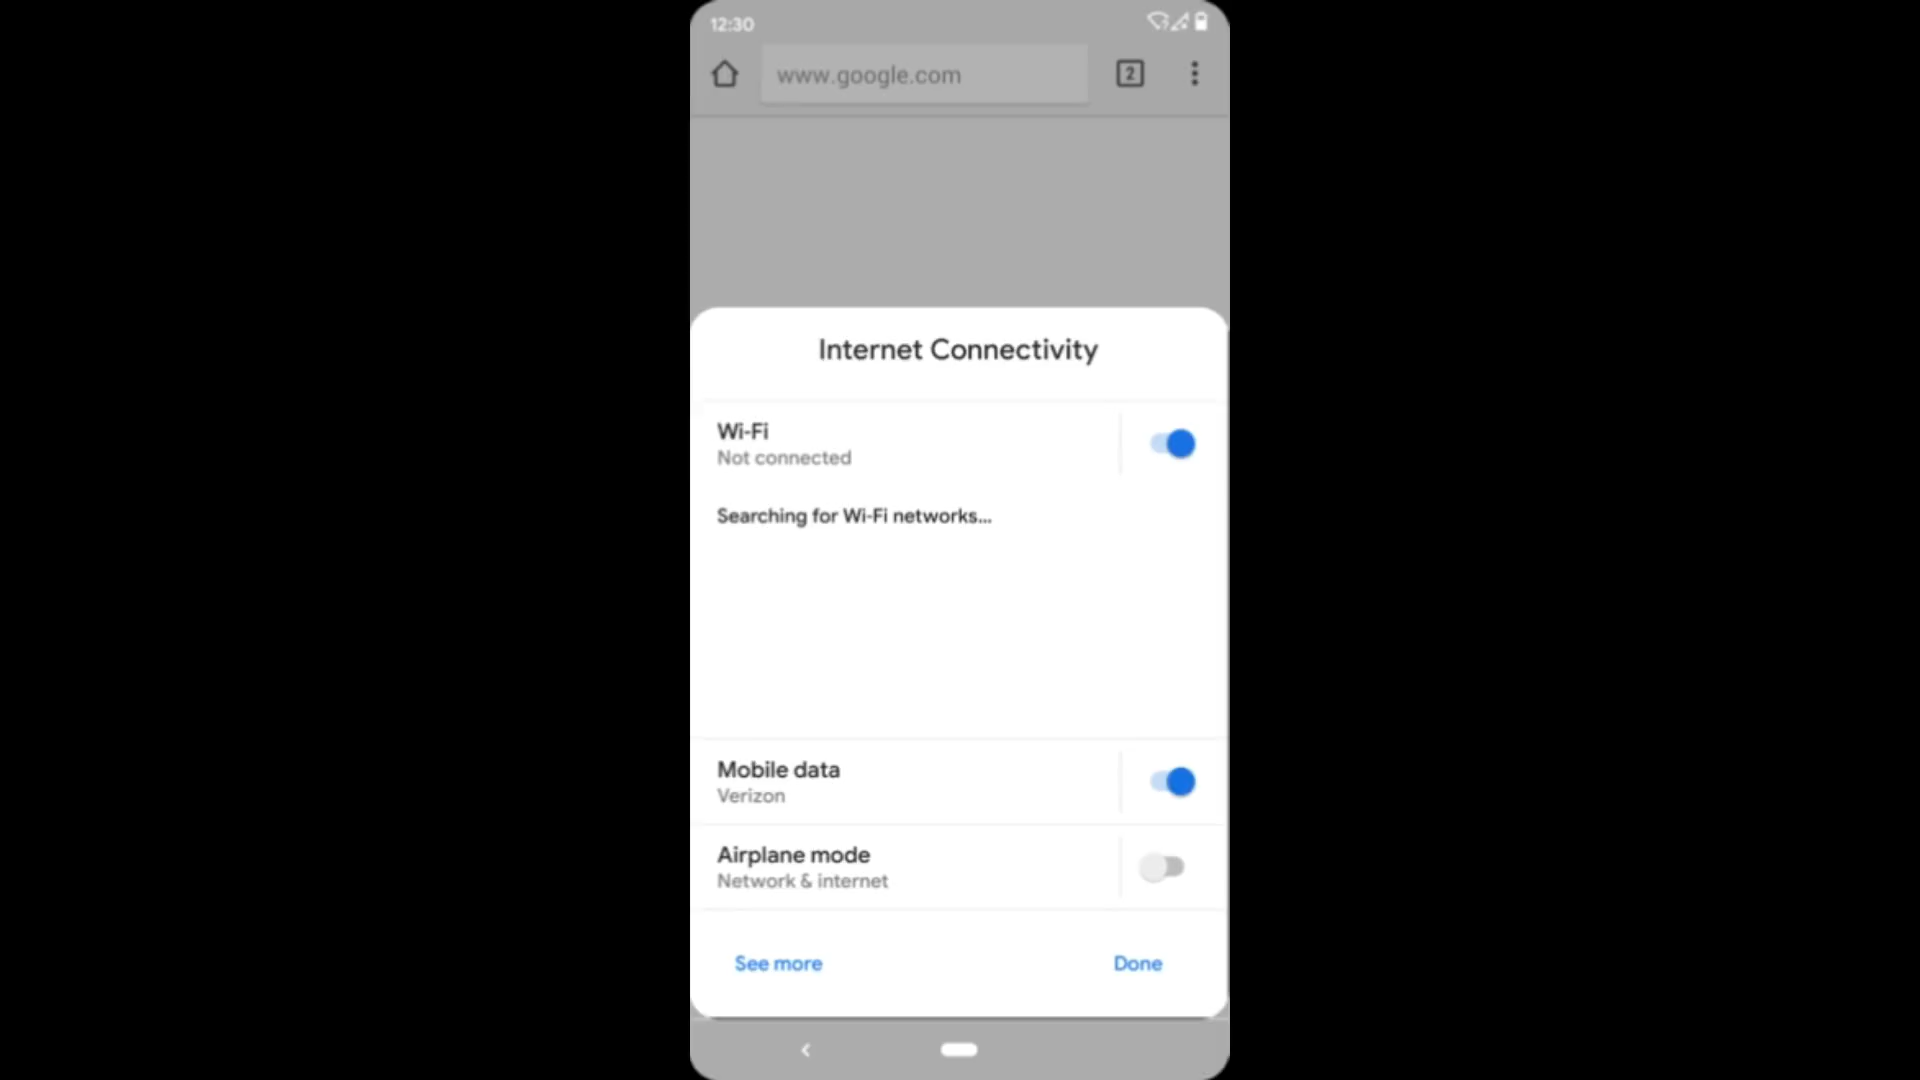 12:30
www.google.com
2
Internet Connectivity
Wi-Fi
Not connected
Searching for Wi-Fi networks...
Mobile data
Verizon
Airplane mode
Network & internet
See more
Done